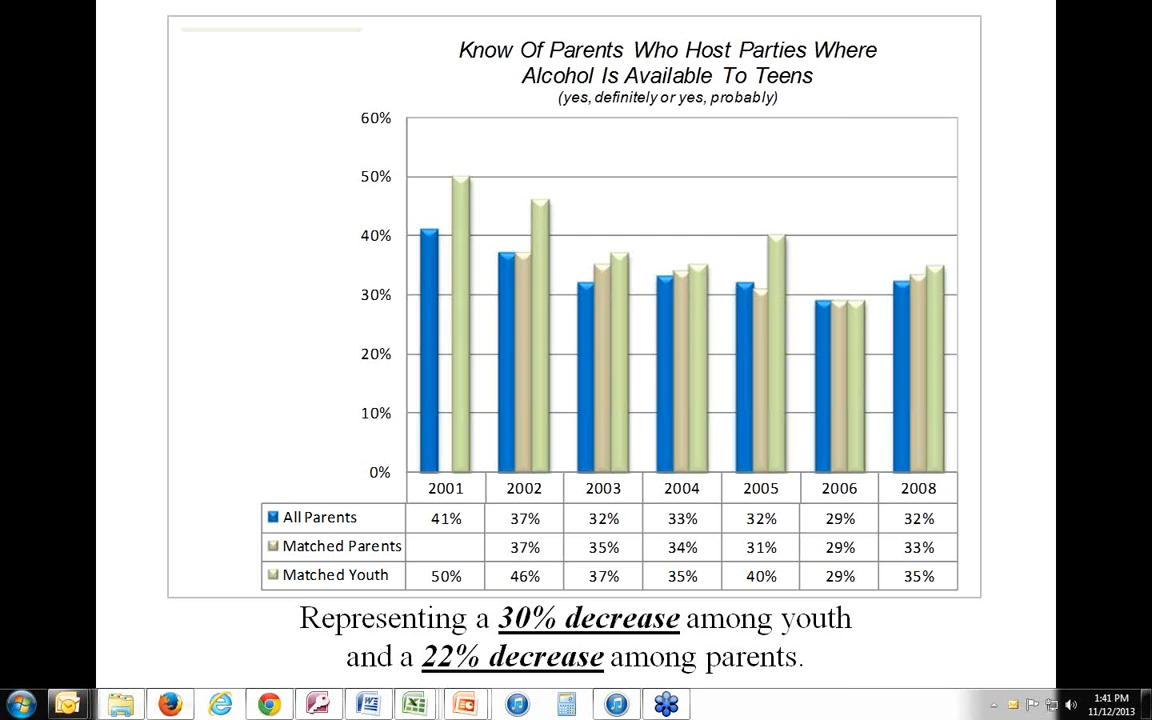 Know Of Parents Who Host Parties Where
Alcohol Is Available To Teens
(yes, definitely or yes, probably)
60%
50%
40%
30%
20%
10%
0%
2001 2002 2003 2004 2005 2006 2008
All Parents 41% 37% 32% 33% 32% 29% 32%
Matched Parents 37% 35% 34% 31% 29% 33%
Matched Youth 50% 46% 37% 35% 40% 29% 35%
Representing a 30% decrease among youth
and a 22% decrease among parents.
1:41 PM
11/12/2013